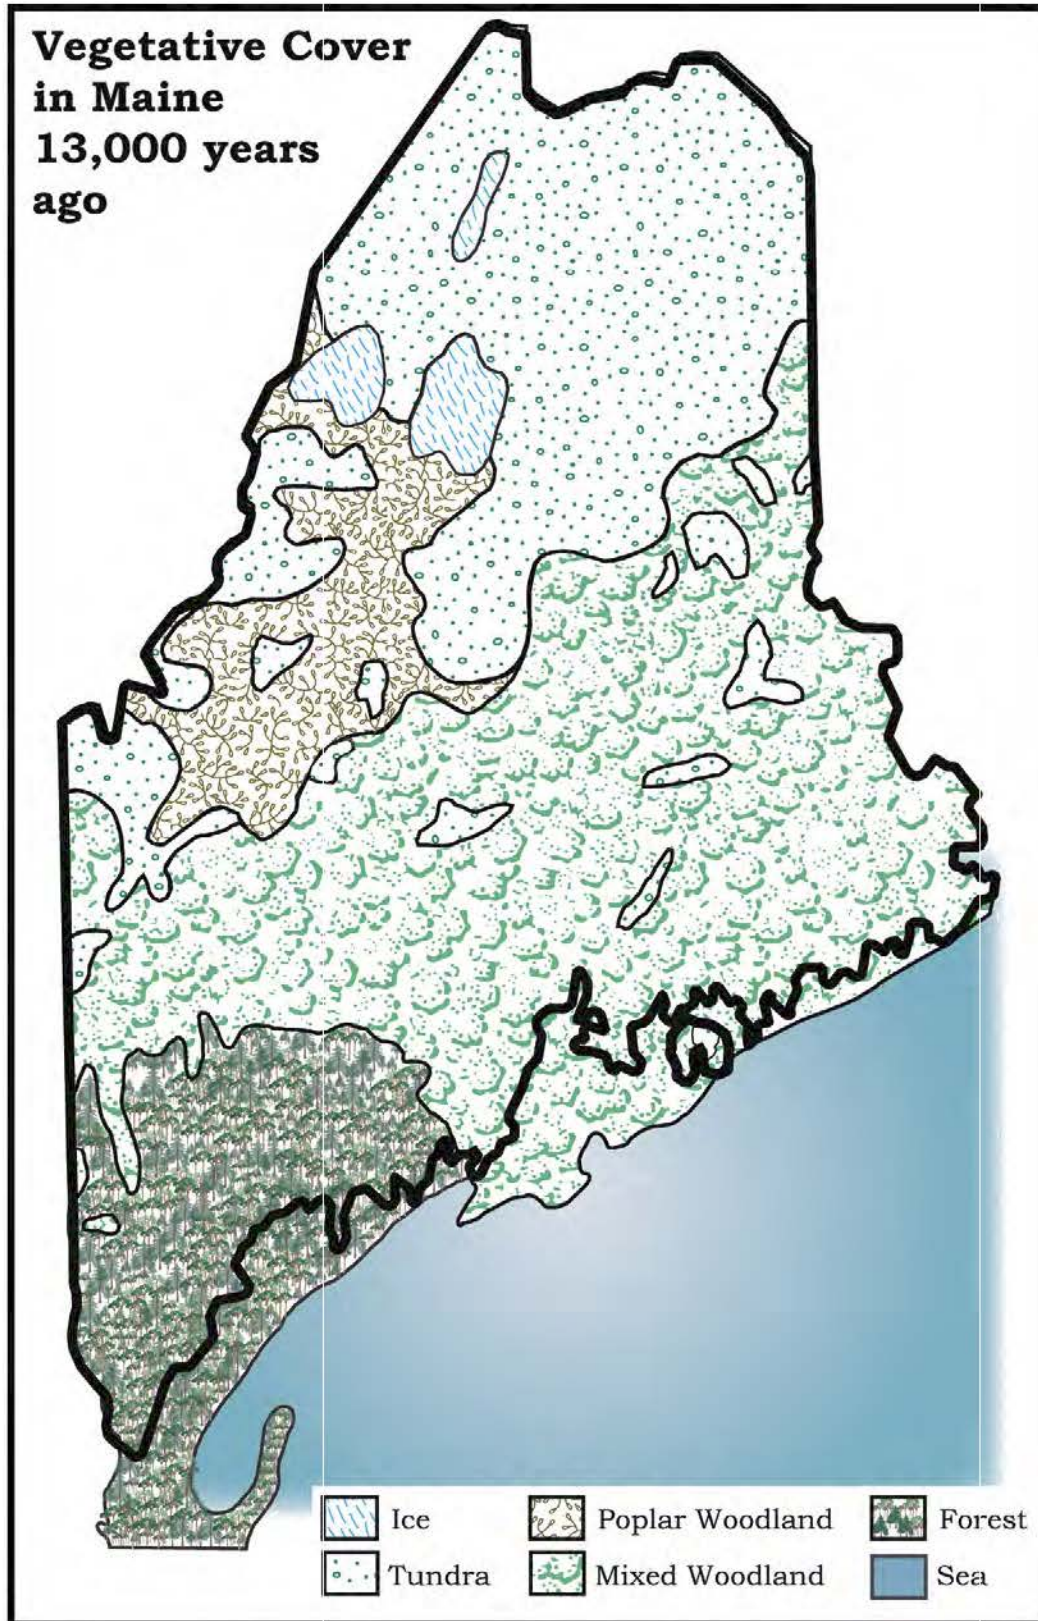 Vegetative Cover
in Maine
13,000 years
ago
Ice
Poplar Woodland
Forest
Tundra
Mixed Woodland
Sea